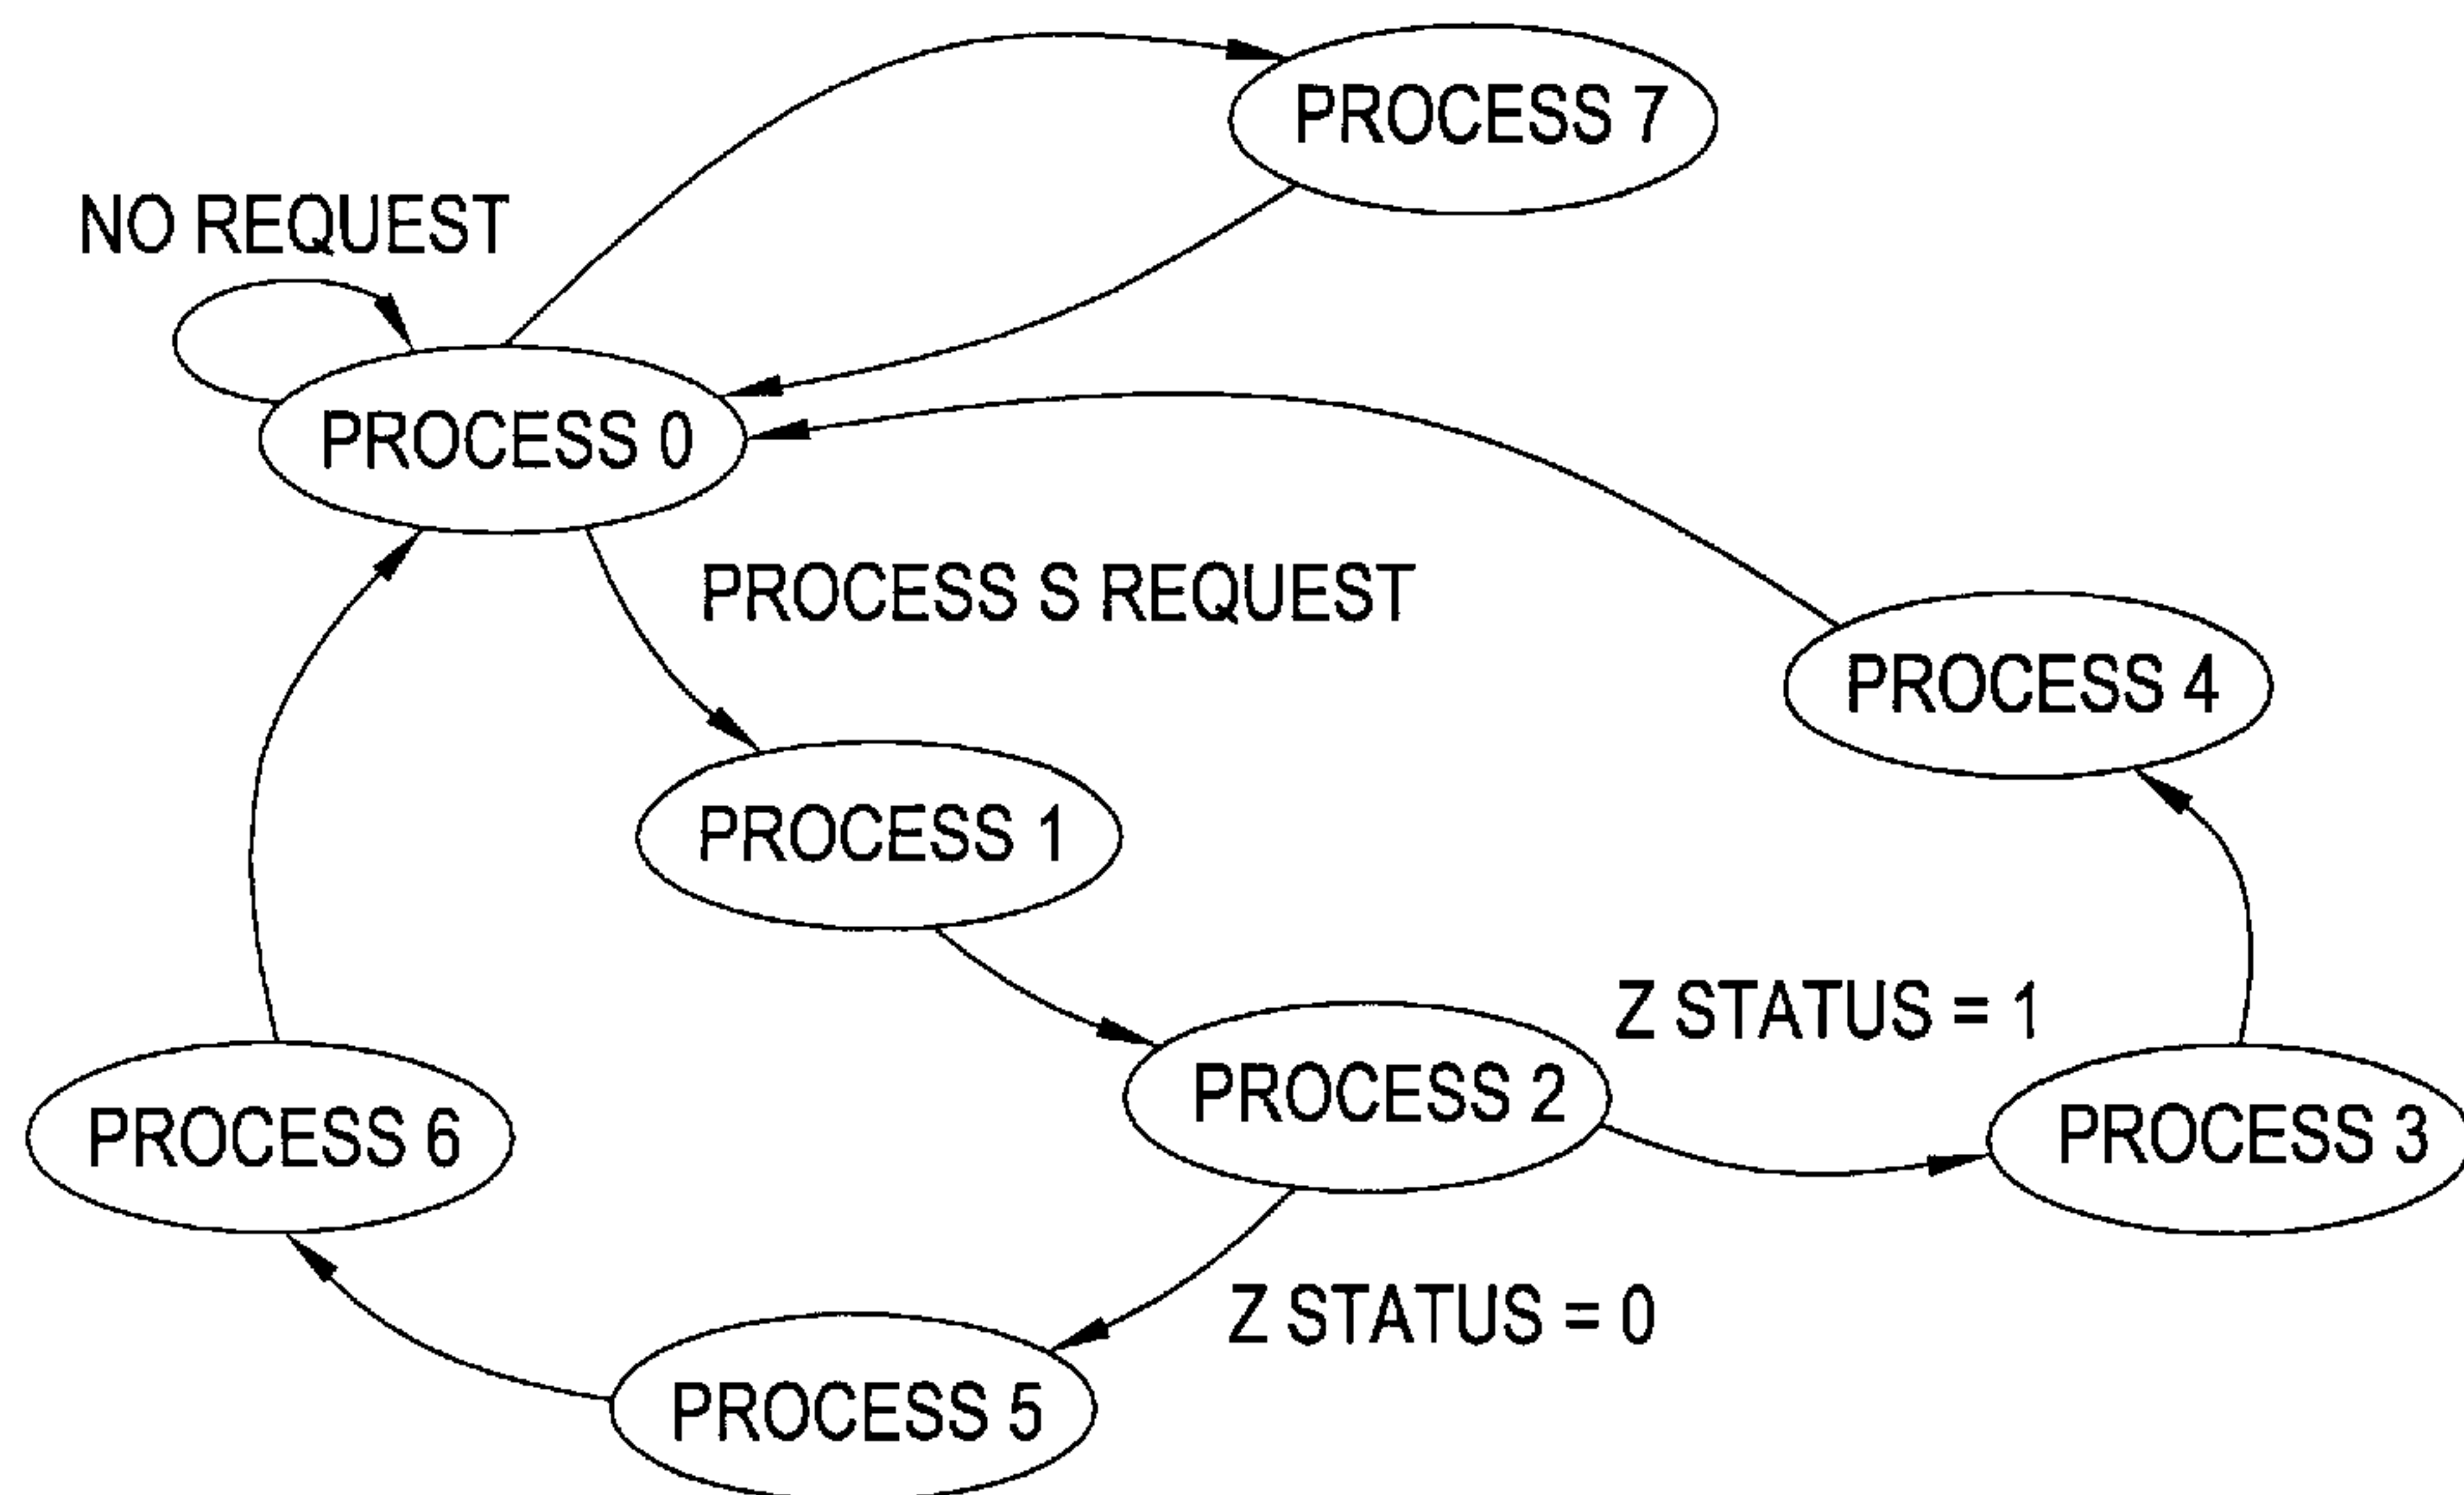 PROCESS 7
NO REQUEST
PROCESS 0
PROCESS S REQUEST
PROCESS 4
PROCESS 1
Z STATUS = 1
PROCESS 2
PROCESS 6
PROCESS 3
Z STATUS = 0
PROCESS 5